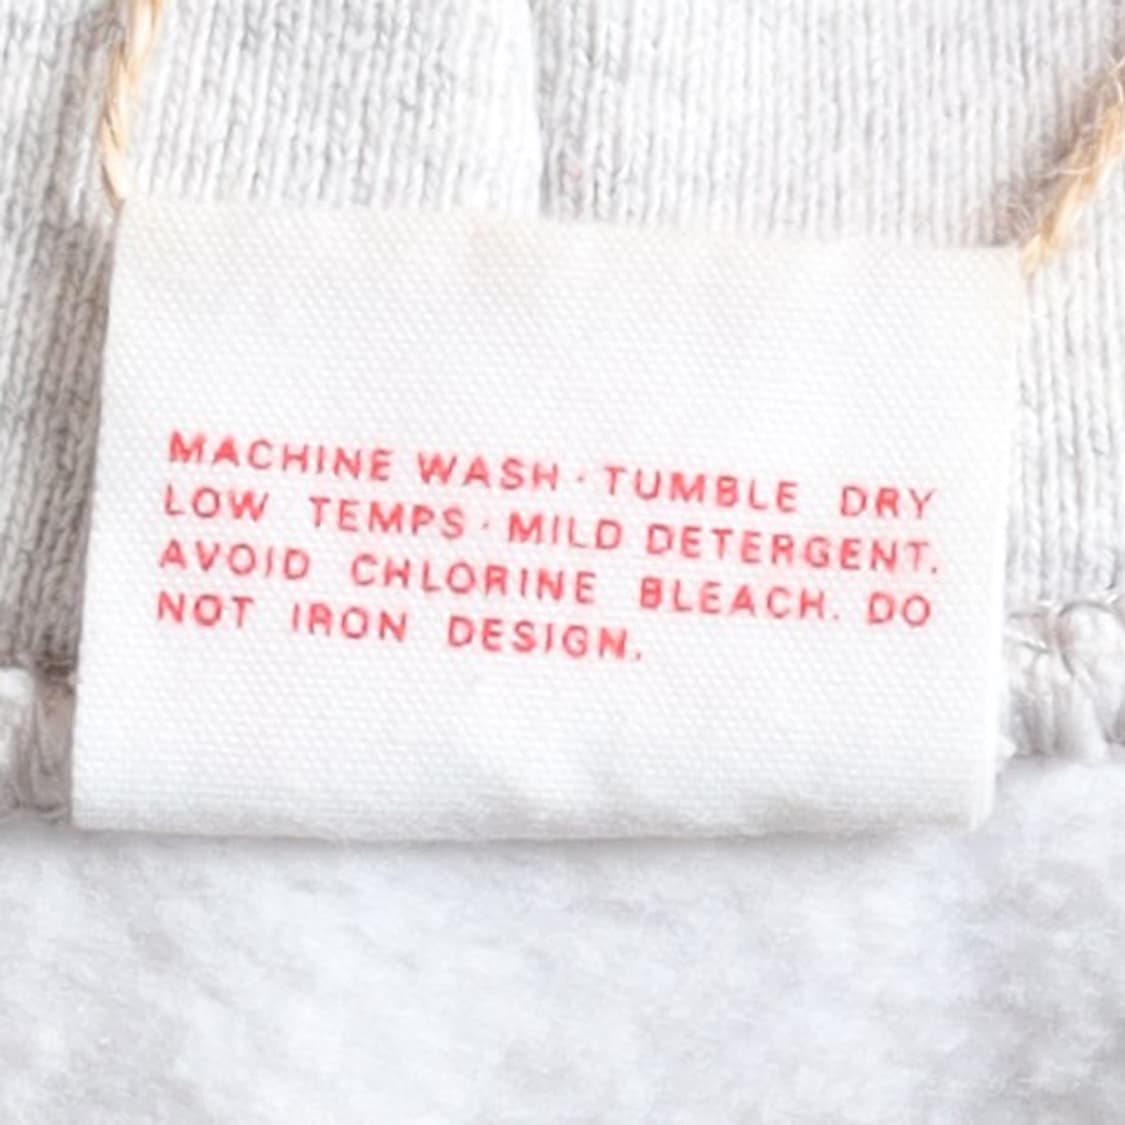 MACHINE WASH · TUMBLE DRY
LOW TEMPS · MILD DETERGENT.
AVOID CHLORINE BLEACH. DO
NOT IRON DESIGN.